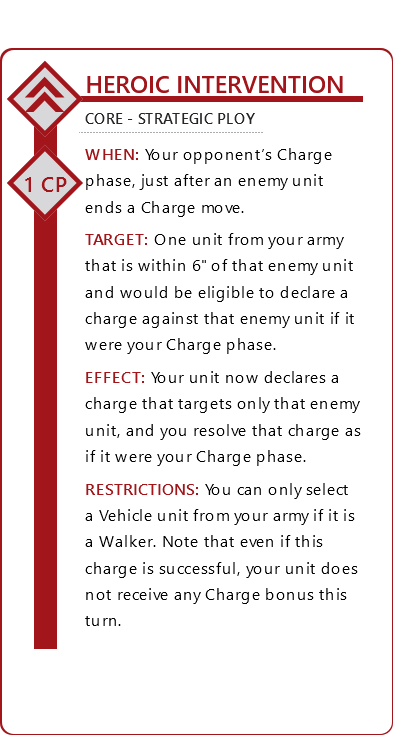 HEROIC INTERVENTION
CORE - STRATEGIC PLOY
1 CP
WHEN: Your opponent's Charge
phase, just after an enemy unit
ends a Charge move.
TARGET: One unit from your army
that is within 6" of that enemy unit
and would be eligible to declare a
charge against that enemy unit if it
were your Charge phase.
EFFECT: Your unit now declares a
charge that targets only that enemy
unit, and you resolve that charge as
if it were your Charge phase.
RESTRICTIONS: You can only select
a Vehicle unit from your army if it is
a Walker. Note that even if this
charge is successful, your unit does
not receive any Charge bonus this
turn.